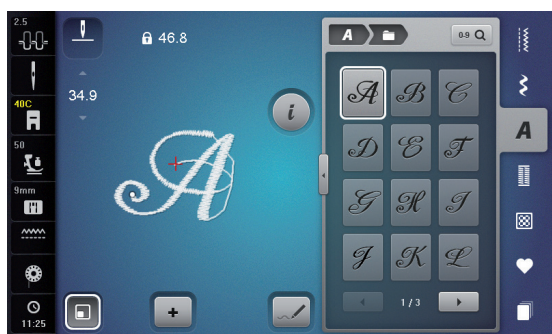 2.5
46.8
A
0.9
34.9
40C
50
9mm
i
A
A
A B C
D E F
G H I
J K L
1/3
+
11:25